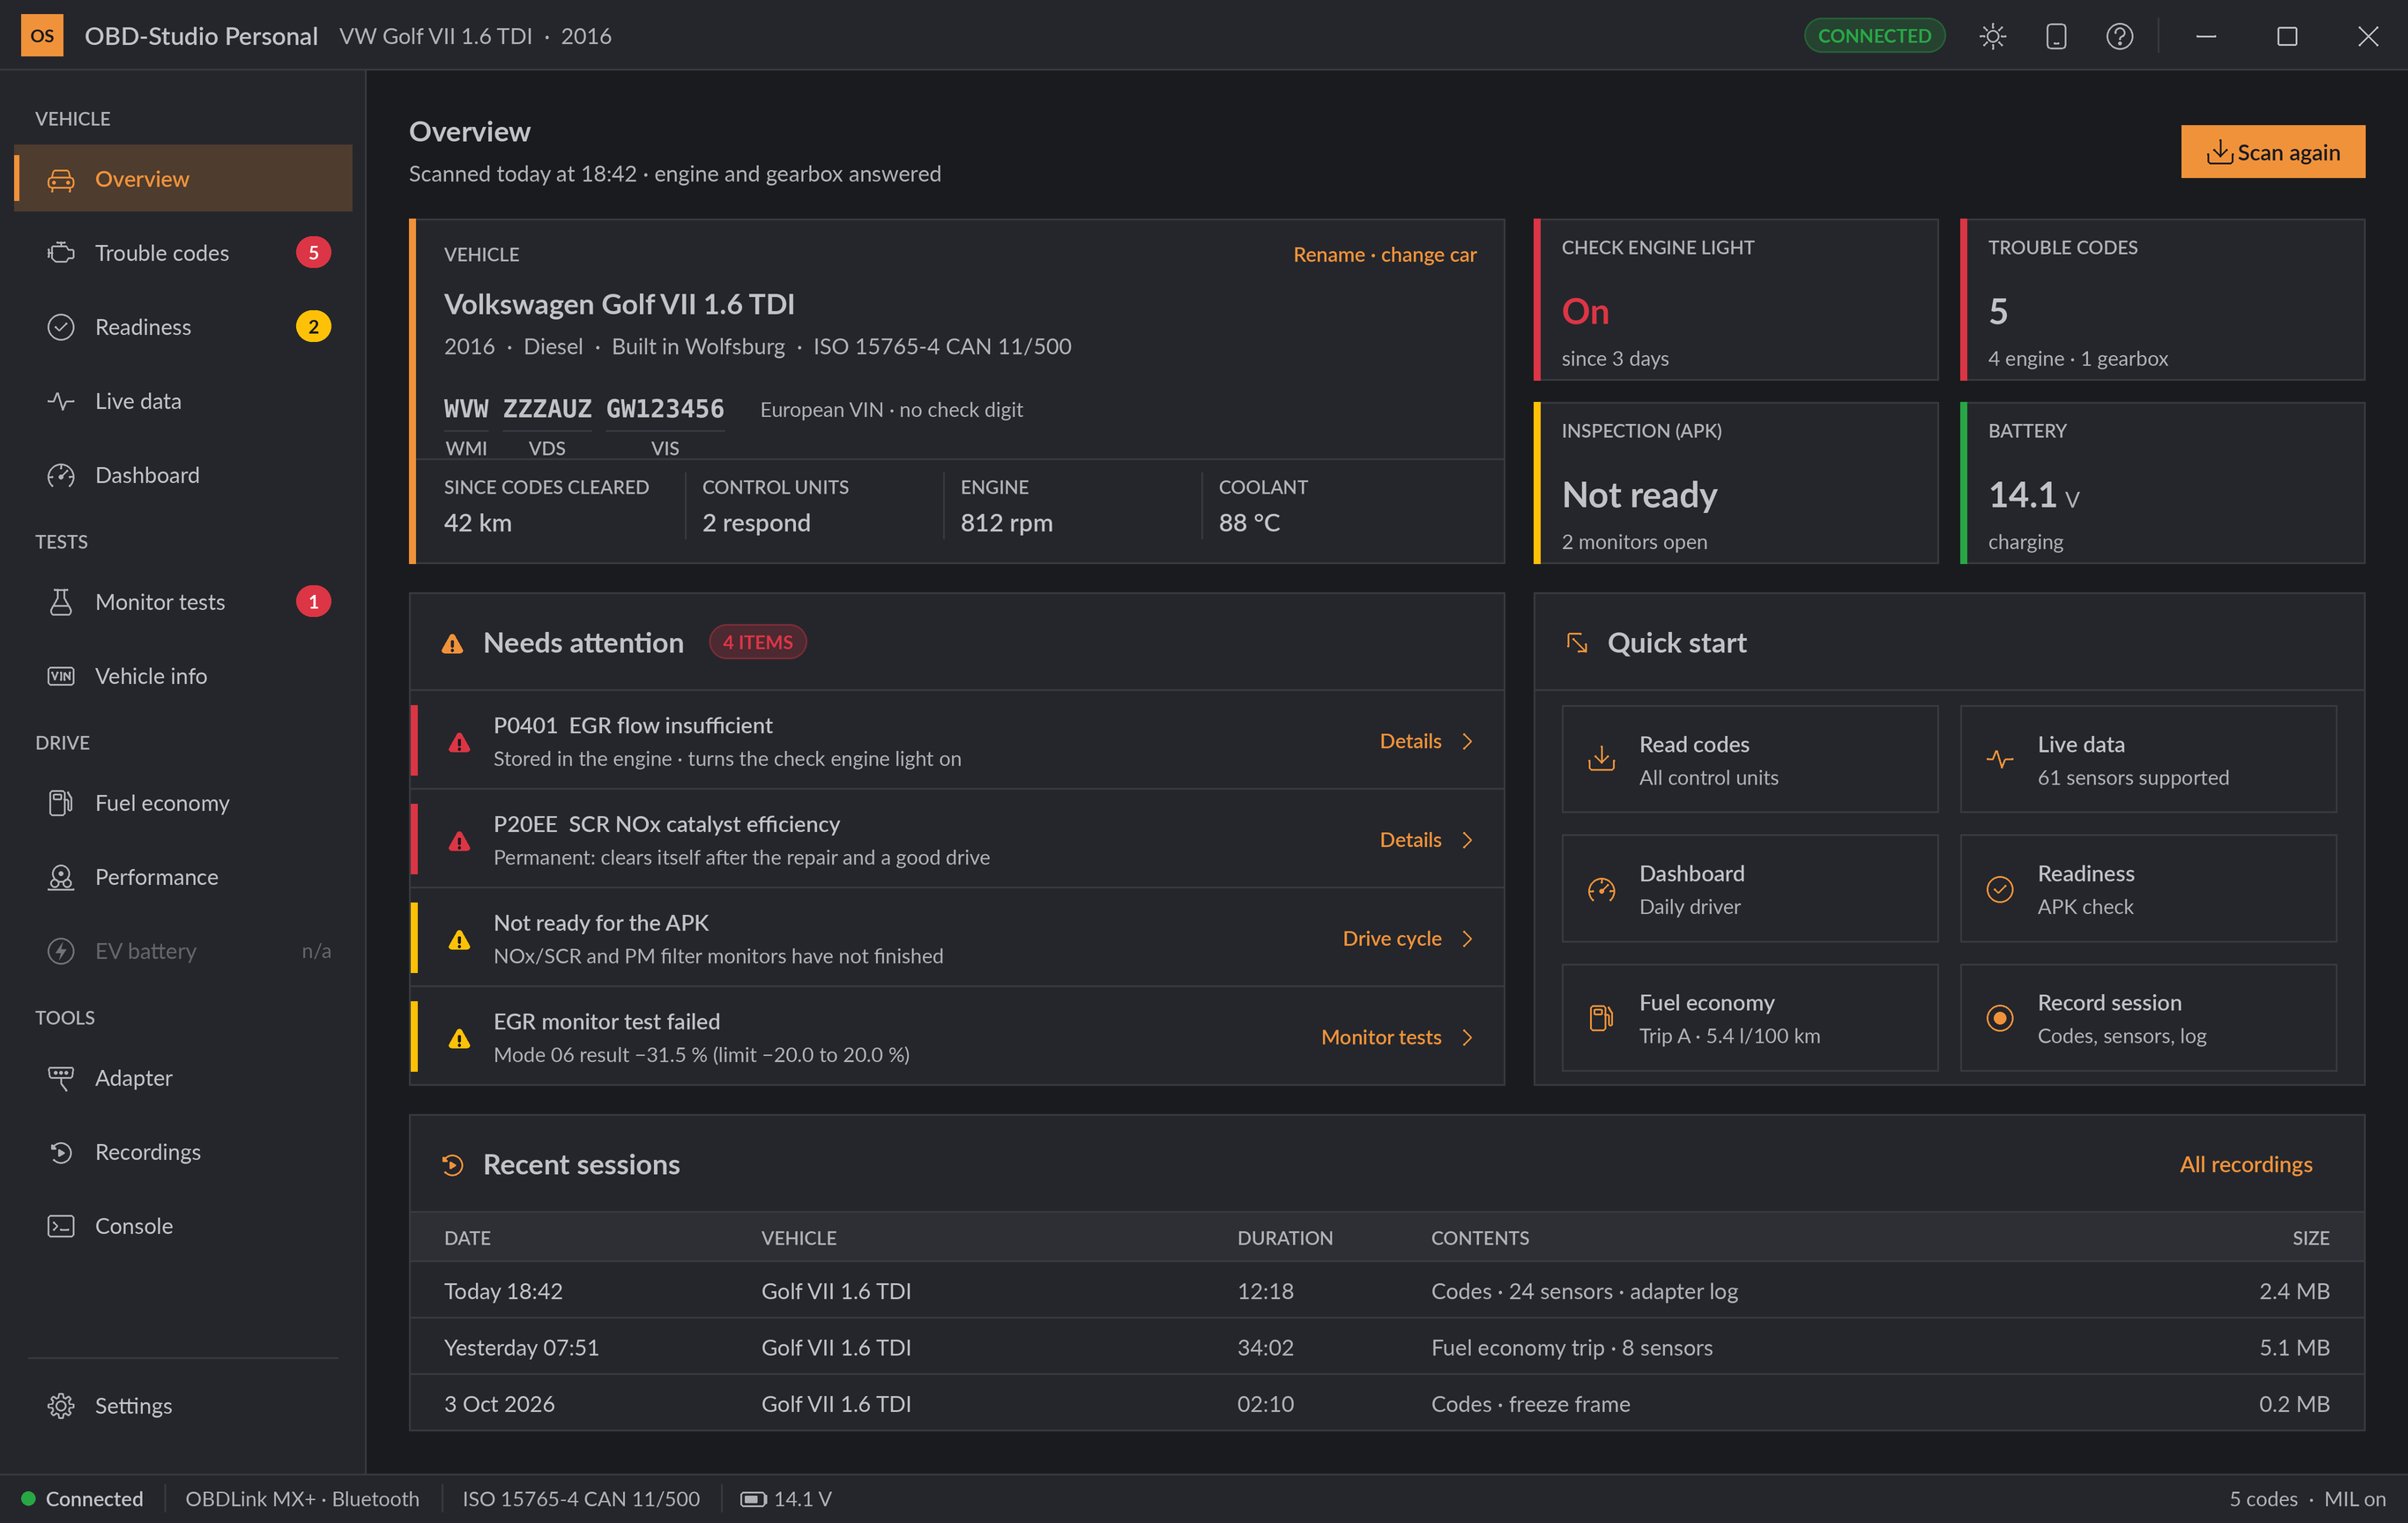 OS OBD-Studio Personal VW Golf VII 1.6 TDI · 2016 CONNECTED
VEHICLE
Overview
Trouble codes 5
Readiness 2
Live data
Dashboard
TESTS
Monitor tests 1
VIN Vehicle info
DRIVE
Fuel economy
Performance
EV battery n/a
TOOLS
Adapter
Recordings
Console
Settings
Overview
Scanned today at 18:42 · engine and gearbox answered
Scan again
VEHICLE Rename · change car
Volkswagen Golf VII 1.6 TDI
2016 · Diesel · Built in Wolfsburg · ISO 15765-4 CAN 11/500
WVW ZZZAUZ GW123456 European VIN · no check digit
WMI VDS VIS
SINCE CODES CLEARED CONTROL UNITS ENGINE COOLANT
42 km 2 respond 812 rpm 88 °C
CHECK ENGINE LIGHT
On
since 3 days
TROUBLE CODES
5
4 engine · 1 gearbox
INSPECTION (APK)
Not ready
2 monitors open
BATTERY
14.1 V
charging
Needs attention 4 ITEMS
P0401 EGR flow insufficient
Stored in the engine · turns the check engine light on
Details
P20EE SCR NOx catalyst efficiency
Permanent: clears itself after the repair and a good drive
Details
Not ready for the APK
NOx/SCR and PM filter monitors have not finished
Drive cycle
EGR monitor test failed
Mode 06 result −31.5 % (limit −20.0 to 20.0 %)
Monitor tests
Quick start
Read codes
All control units
Live data
61 sensors supported
Dashboard
Daily driver
Readiness
APK check
Fuel economy
Trip A · 5.4 l/100 km
Record session
Codes, sensors, log
Recent sessions All recordings
DATE VEHICLE DURATION CONTENTS SIZE
Today 18:42 Golf VII 1.6 TDI 12:18 Codes · 24 sensors · adapter log 2.4 MB
Yesterday 07:51 Golf VII 1.6 TDI 34:02 Fuel economy trip · 8 sensors 5.1 MB
3 Oct 2026 Golf VII 1.6 TDI 02:10 Codes · freeze frame 0.2 MB
Connected OBDLink MX+ · Bluetooth ISO 15765-4 CAN 11/500 14.1 V 5 codes · MIL on